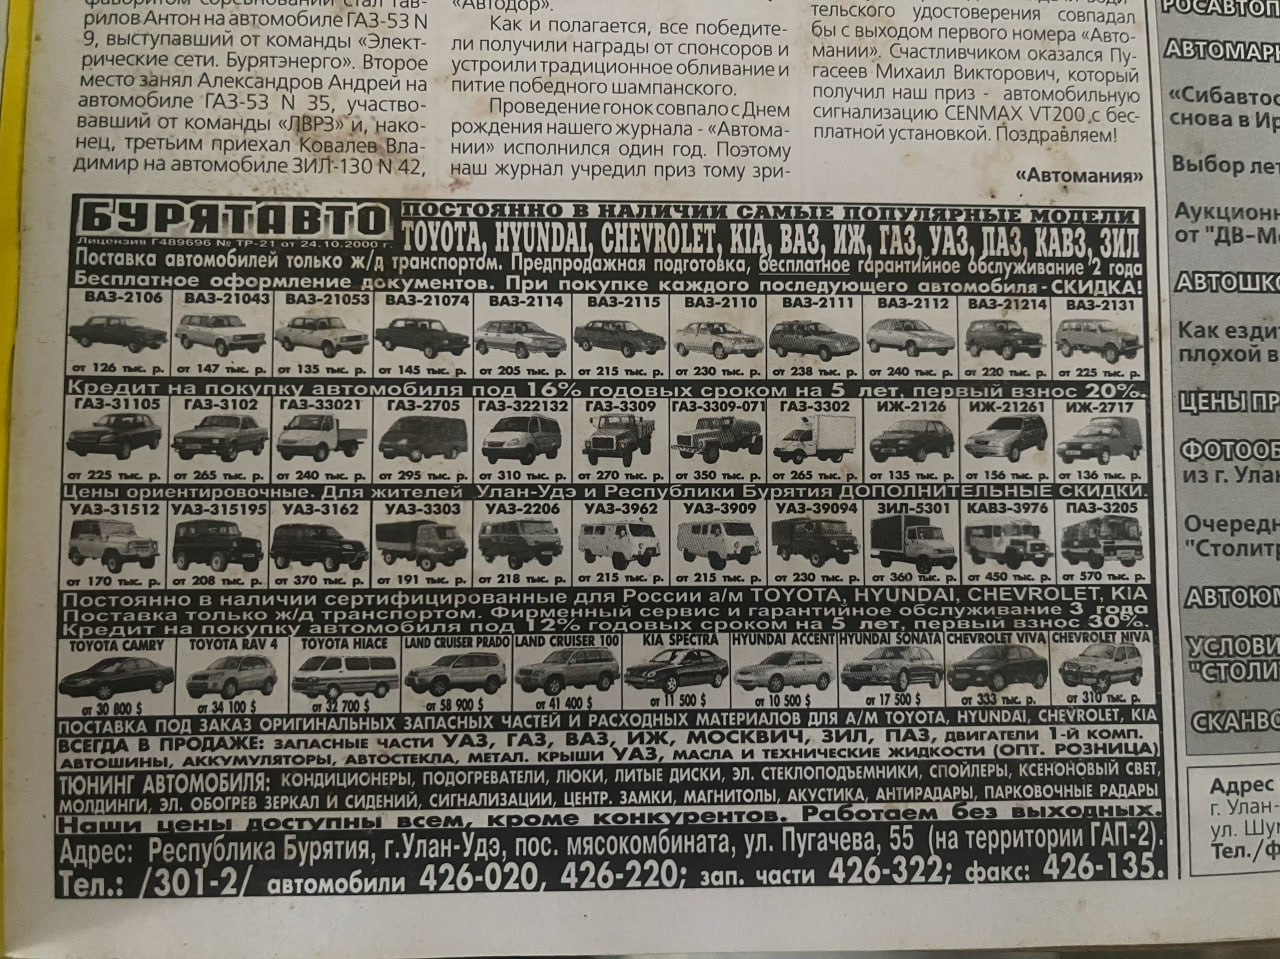 фаворитом соревнований стал Гав-
рилов Антон на автомобиле ГАЗ-53 N
9, выступавший от команды «Элект-
рические сети. Бурятэнерго». Второе
место занял Александров Андрей на
автомобиле ГАЗ-53 N 35, участво-
вавший от команды «ЛВРЗ» и, нако-
нец, третьим приехал Ковалев Вла-
димир на автомобиле ЗИЛ-130 N 42,
«Автодор».
Как и полагается, все победите-
ли получили награды от спонсоров и
устроили традиционное обливание и
питие победного шампанского.
Проведение гонок совпало с Днем
рождения нашего журнала - «Автома-
нии» исполнился один год. Поэтому
наш журнал учредил приз тому зри-
тельского удостоверения совпадал
бы с выходом первого номера «Авто-
мании». Счастливчиком оказался Пу-
гасеев Михаил Викторович, который
получил наш приз - автомобильную
сигнализацию CENMAX VT200 с бес-
платной установкой. Поздравляем!
«Автомания»
БУРЯТАВТО
Лицензия Г489696 № ТР-21 от 24.10.2000 г.
ПОСТОЯННО В НАЛИЧИИ САМЫЕ ПОПУЛЯРНЫЕ МОДЕЛИ
TOYOTA, HYUNDAI, CHEVROLET, KIA, ВАЗ, ИЖ, ГАЗ, УАЗ, ПАЗ, КАВЗ, ЗИЛ
Поставка автомобилей только ж/д транспортом. Предпродажная подготовка, бесплатное гарантийное обслуживание 2 года
Бесплатное оформление документов. При покупке каждого последующего автомобиля - СКИДКА!
ВАЗ-2106 ВАЗ-21043 ВАЗ-21053 ВАЗ-21074 ВАЗ-2114 ВАЗ-2115 ВАЗ-2110 ВАЗ-2111 ВАЗ-2112 ВАЗ-21214 ВАЗ-2131
от 126 тыс. р. от 147 тыс. р. от 135 тыс. р. от 145 тыс. р. от 205 тыс. р. от 215 тыс. р. от 230 тыс. р. от 238 тыс. р. от 240 тыс. р. от 220 тыс. р. от 225 тыс. р.
Кредит на покупку автомобиля под 16% годовых сроком на 5 лет, первый взнос 20%.
ГАЗ-31105 ГАЗ-3102 ГАЗ-33021 ГАЗ-2705 ГАЗ-322132 ГАЗ-3309 ГАЗ-3309-071 ГАЗ-3302 ИЖ-2126 ИЖ-21261 ИЖ-2717
от 225 тыс. р. от 265 тыс. р. от 240 тыс. р. от 295 тыс. р. от 310 тыс. р. от 270 тыс. р. от 350 тыс. р. от 265 тыс. р. от 135 тыс. р. от 156 тыс. р. от 136 тыс. р.
Цены ориентировочные. Для жителей Улан-Удэ и Республики Бурятия ДОПОЛНИТЕЛЬНЫЕ СКИДКИ.
УАЗ-31512 УАЗ-315195 УАЗ-3162 УАЗ-3303 УАЗ-2206 УАЗ-3962 УАЗ-3909 УАЗ-39094 ЗИЛ-5301 КАВЗ-3976 ПАЗ-3205
от 170 тыс. р. от 208 тыс. р. от 370 тыс. р. от 191 тыс. р. от 218 тыс. р. от 215 тыс. р. от 215 тыс. р. от 230 тыс. р. от 360 тыс. р. от 450 тыс. р. от 570 тыс. р.
Постоянно в наличии сертифицированные для России а/м TOYOTA, HYUNDAI, CHEVROLET, KIA
Поставка только ж/д транспортом. Фирменный сервис и гарантийное обслуживание 3 года
Кредит на покупку автомобиля под 12% годовых сроком на 5 лет, первый взнос 30%.
TOYOTA CAMRY TOYOTA RAV 4 TOYOTA HIACE LAND CRUISER PRADO LAND CRUISER 100 KIA SPECTRA HYUNDAI ACCENT HYUNDAI SONATA CHEVROLET VIVA CHEVROLET NIVA
от 30 800 $ от 34 100 $ от 32 700 $ от 58 900 $ от 41 400 $ от 11 500 $ от 10 500 $ от 17 500 $ от 333 тыс. р. от 310 тыс. р.
ПОСТАВКА ПОД ЗАКАЗ ОРИГИНАЛЬНЫХ ЗАПАСНЫХ ЧАСТЕЙ И РАСХОДНЫХ МАТЕРИАЛОВ ДЛЯ А/М TOYOTA, HYUNDAI, CHEVROLET, KIA
ВСЕГДА В ПРОДАЖЕ: ЗАПАСНЫЕ ЧАСТИ УАЗ, ГАЗ, ВАЗ, ИЖ, МОСКВИЧ, ЗИЛ, ПАЗ, ДВИГАТЕЛИ 1-й КОМП.
АВТОШИНЫ, АККУМУЛЯТОРЫ, АВТОСТЕКЛА, МЕТАЛ. КРЫШИ УАЗ, МАСЛА И ТЕХНИЧЕСКИЕ ЖИДКОСТИ (ОПТ. РОЗНИЦА)
ТЮНИНГ АВТОМОБИЛЯ: КОНДИЦИОНЕРЫ, ПОДОГРЕВАТЕЛИ, ЛЮКИ, ЛИТЫЕ ДИСКИ, ЭЛ. СТЕКЛОПОДЪЕМНИКИ, СПОЙЛЕРЫ, КСЕНОНОВЫЙ СВЕТ,
МОЛДИНГИ, ЭЛ. ОБОГРЕВ ЗЕРКАЛ И СИДЕНИЙ, СИГНАЛИЗАЦИИ, ЦЕНТР. ЗАМКИ, МАГНИТОЛЫ, АКУСТИКА, АНТИРАДАРЫ, ПАРКОВОЧНЫЕ РАДАРЫ
Наши цены доступны всем, кроме конкурентов. Работаем без выходных.
Адрес: Республика Бурятия, г.Улан-Удэ, пос. мясокомбината, ул. Пугачева, 55 (на территории ГАП-2).
Тел.: /301-2/ автомобили 426-020, 426-220; зап. части 426-322; факс: 426-135.
АВТОМАРК
«Сибавтос
снова в Ир
Выбор лет
Аукцион
от "ДВ-М
АВТОШКО
Как езди
плохой в
ЦЕНЫ ПР
ФОТООБ
из г. Улан
Очередн
"Столит
АВТОЮ
УСЛОВИ
"СТОЛИ
СКАНВО
Адрес
г. Улан-
ул. Шу
Тел./ф